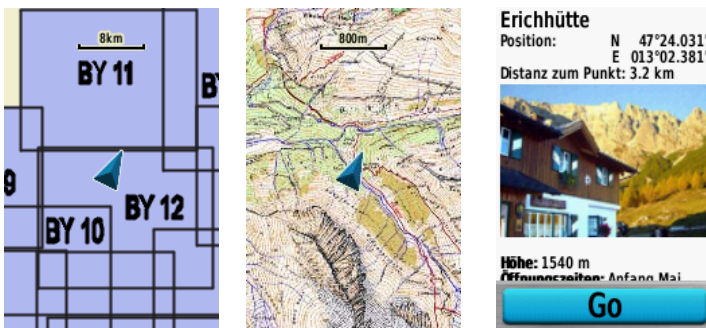 8km
BY 11
B
9
BY 12
BY 10
800m
Erichhütte
Position: N 47°24.031'
E 013°02.381'
Distanz zum Punkt: 3.2 km
Höhe: 1540 m
Öffnungszeiten: Anfang Mai
Go